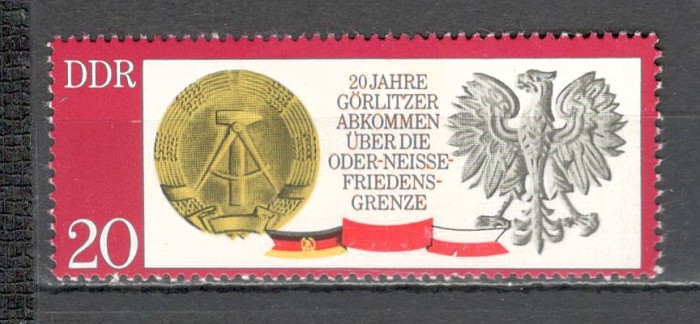 DDR
20
20 JAHRE
GÖRLITZER
ABKOMMEN
ÜBER DIE
ODER-NEISSE-
FRIEDENS-
GRENZE